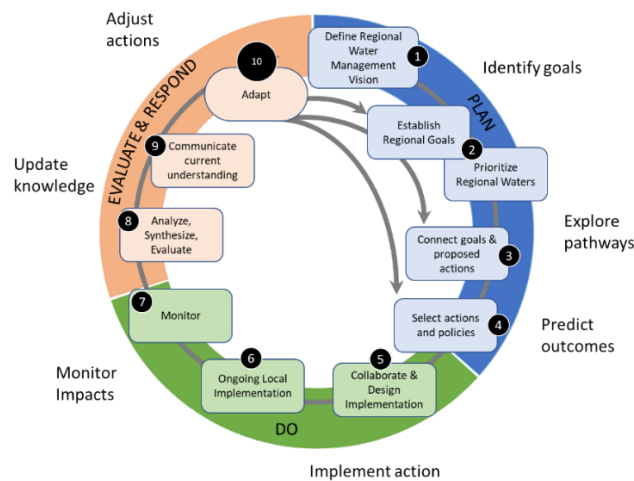 Adjust
actions
Identify goals
Explore
pathways
Predict
outcomes
Implement action
Monitor
Impacts
Update
knowledge
PLAN
DO
EVALUATE & RESPOND
1
Define Regional
Water
Management
Vision
2
Establish
Regional Goals
Prioritize
Regional Waters
3
Connect goals &
proposed
actions
4
Select actions
and policies
5
Collaborate &
Design
Implementation
6
Ongoing Local
Implementation
7
Monitor
8
Analyze,
Synthesize,
Evaluate
9
Communicate
current
understanding
10
Adapt